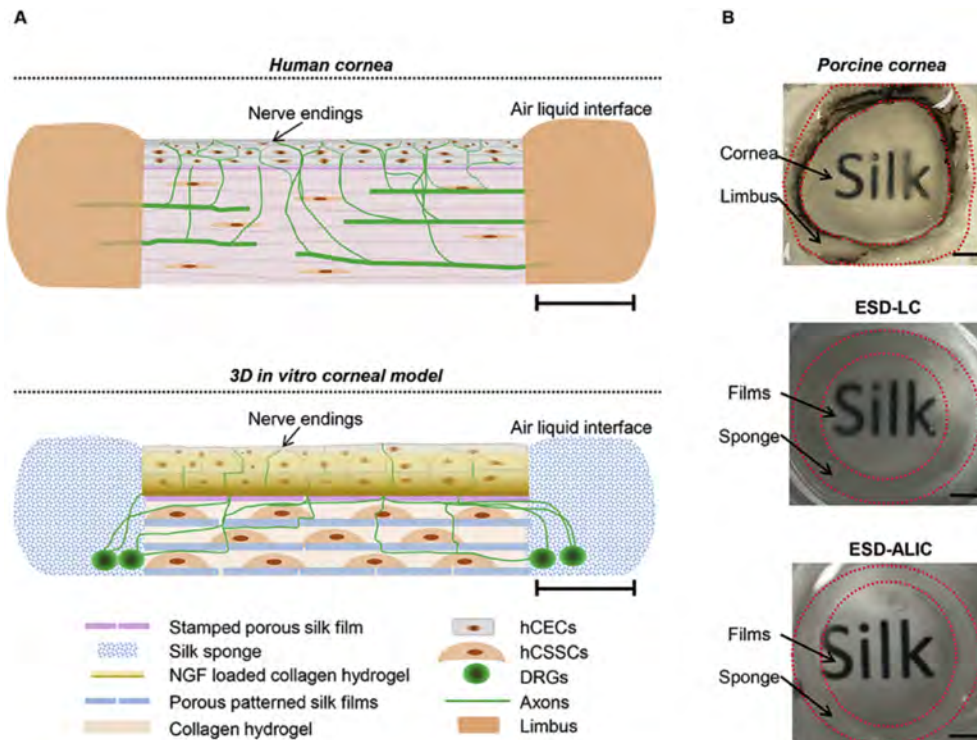 A
Human cornea
Nerve endings
Air liquid interface
3D in vitro corneal model
Nerve endings
Air liquid interface
Stamped porous silk film
Silk sponge
NGF loaded collagen hydrogel
Porous patterned silk films
Collagen hydrogel
hCECs
hCSSCs
DRGs
Axons
Limbus
B
Porcine cornea
Cornea
Limbus
Silk
ESD-LC
Films
Sponge
Silk
ESD-ALIC
Films
Sponge
Silk